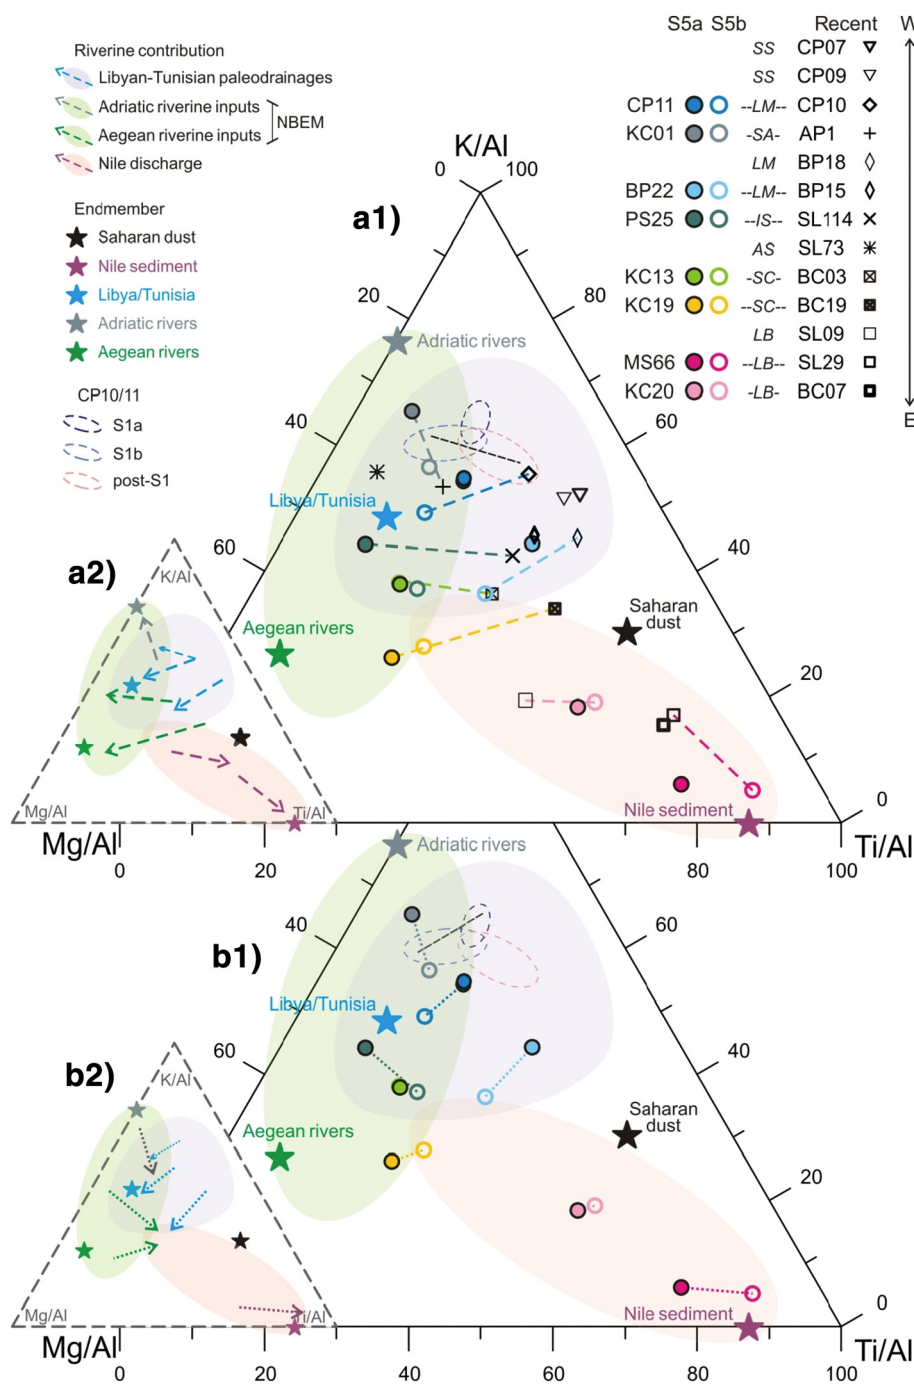 Riverine contribution
Libyan-Tunisian paleodrainages
Adriatic riverine inputs
Aegean riverine inputs
NBEM
Nile discharge
Endmember
Saharan dust
Nile sediment
Libya/Tunisia
Adriatic rivers
Aegean rivers
CP10/11
S1a
S1b
post-S1
S5a S5b Recent W
SS CP07
SS CP09
CP11 --LM-- CP10
KC01 -SA- AP1
LM BP18
BP22 --LM-- BP15
PS25 --IS-- SL114
AS SL73
KC13 -SC- BC03
KC19 --SC-- BC19
LB SL09
MS66 --LB-- SL29
KC20 -LB- BC07
E
a1)
K/Al
0 100
20 80
Adriatic rivers
40 60
Libya/Tunisia
60 40
Aegean rivers
Saharan
dust
20
Nile sediment
0
Mg/Al Ti/Al
0 20 80 100
a2)
K/Al
Mg/Al Ti/Al
b1)
Adriatic rivers
40 60
Libya/Tunisia
60 40
Aegean rivers
Saharan
dust
20
Nile sediment
0
Mg/Al Ti/Al
0 20 40 60 80 100
b2)
K/Al
Mg/Al Ti/Al